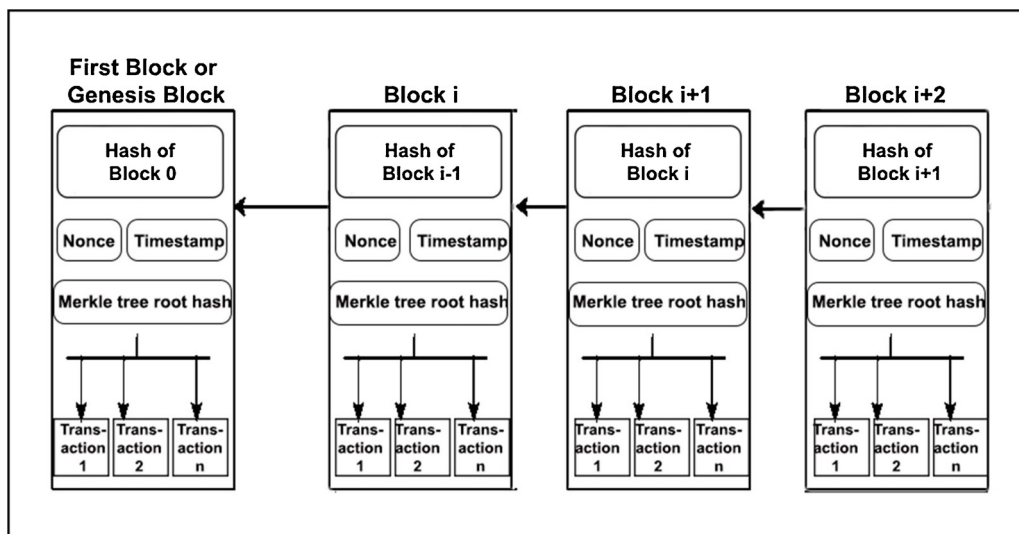 First Block or
Genesis Block
Hash of
Block 0
Nonce
Timestamp
Merkle tree root hash
Trans-
action
1
Trans-
action
2
Trans-
action
n
Block i
Hash of
Block i-1
Nonce
Timestamp
Merkle tree root hash
Trans-
action
1
Trans-
action
2
Trans-
action
n
Block i+1
Hash of
Block i
Nonce
Timestamp
Merkle tree root hash
Trans-
action
1
Trans-
action
2
Trans-
action
n
Block i+2
Hash of
Block i+1
Nonce
Timestamp
Merkle tree root hash
Trans-
action
1
Trans-
action
2
Trans-
action
n